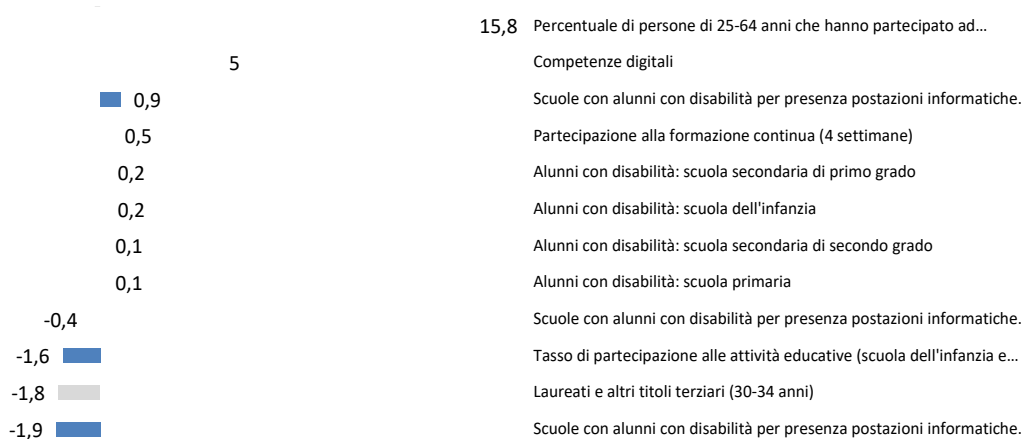 15,8 Percentuale di persone di 25-64 anni che hanno partecipato ad…
5 Competenze digitali
0,9 Scuole con alunni con disabilità per presenza postazioni informatiche.
0,5 Partecipazione alla formazione continua (4 settimane)
0,2 Alunni con disabilità: scuola secondaria di primo grado
0,2 Alunni con disabilità: scuola dell'infanzia
0,1 Alunni con disabilità: scuola secondaria di secondo grado
0,1 Alunni con disabilità: scuola primaria
-0,4 Scuole con alunni con disabilità per presenza postazioni informatiche.
-1,6 Tasso di partecipazione alle attività educative (scuola dell'infanzia e…
-1,8 Laureati e altri titoli terziari (30-34 anni)
-1,9 Scuole con alunni con disabilità per presenza postazioni informatiche.